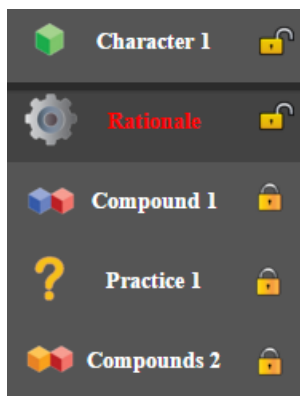 Character 1
Rationale
Compound 1
Practice 1
Compounds 2